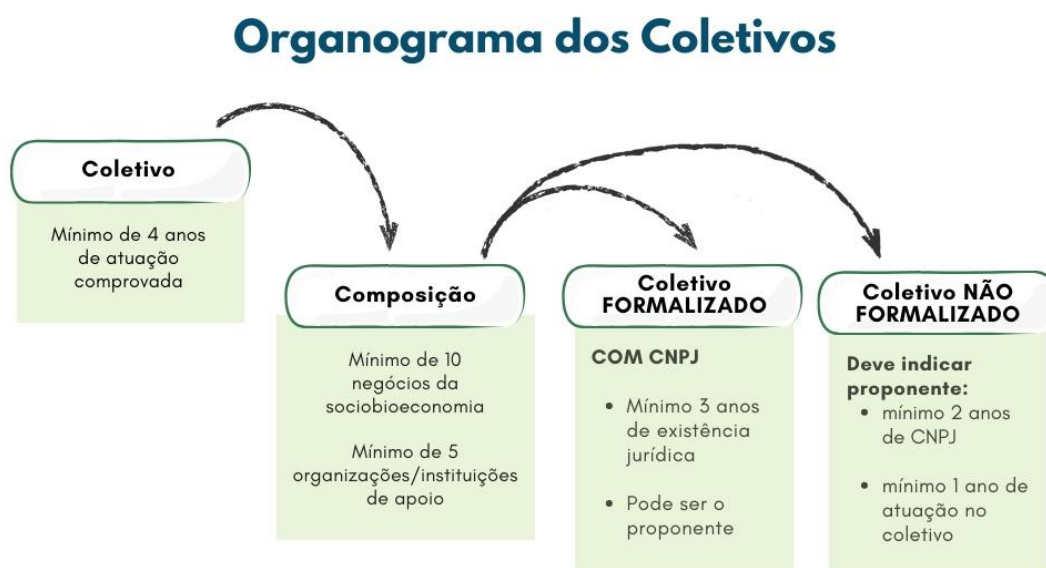 Organograma dos Coletivos
Coletivo
Mínimo de 4 anos
de atuação
comprovada
Composição
Mínimo de 10
negócios da
sociobioeconomia
Mínimo de 5
organizações/instituições
de apoio
Coletivo
FORMALIZADO
COM CNPJ
• Mínimo 3 anos
de existência
jurídica
• Pode ser o
proponente
Coletivo NÃO
FORMALIZADO
Deve indicar
proponente:
• mínimo 2 anos
de CNPJ
• mínimo 1 ano de
atuação no
coletivo